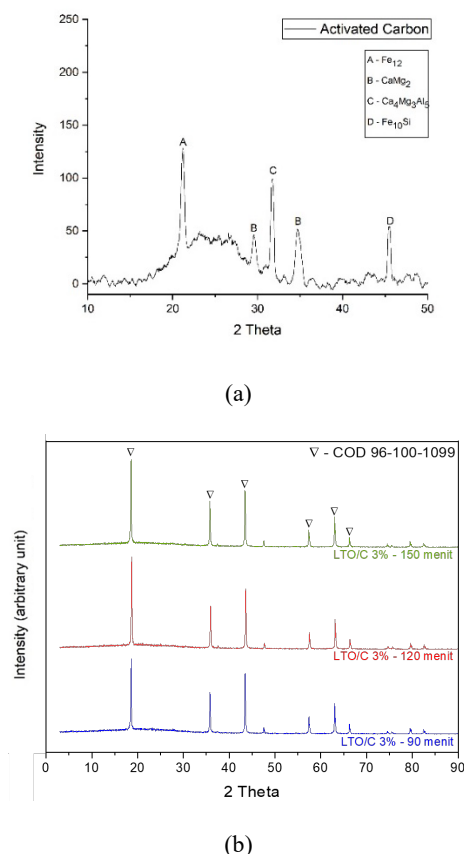 (a)
Activated Carbon
A - Fe12
B - CaMg2
C - Ca4Mg3Al5
D - Fe10Si
250
200
150
100
50
0
Intensity
A
B
C
B
D
10 20 30 40 50
2 Theta
(a)
▽ - COD 96-100-1099
LTO/C 3% - 150 menit
LTO/C 3% - 120 menit
LTO/C 3% - 90 menit
Intensity (arbitrary unit)
0 10 20 30 40 50 60 70 80 90
2 Theta
(b)